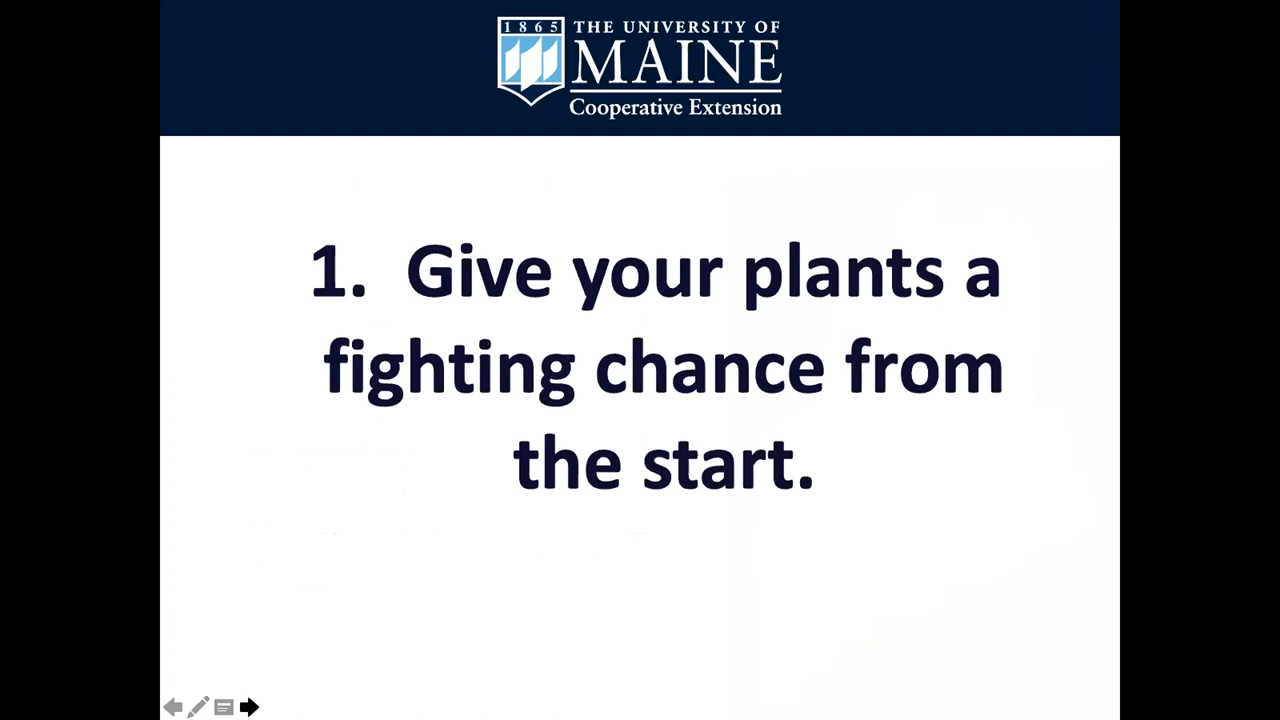 1865
THE UNIVERSITY OF
MAINE
Cooperative Extension
1. Give your plants a
fighting chance from
the start.